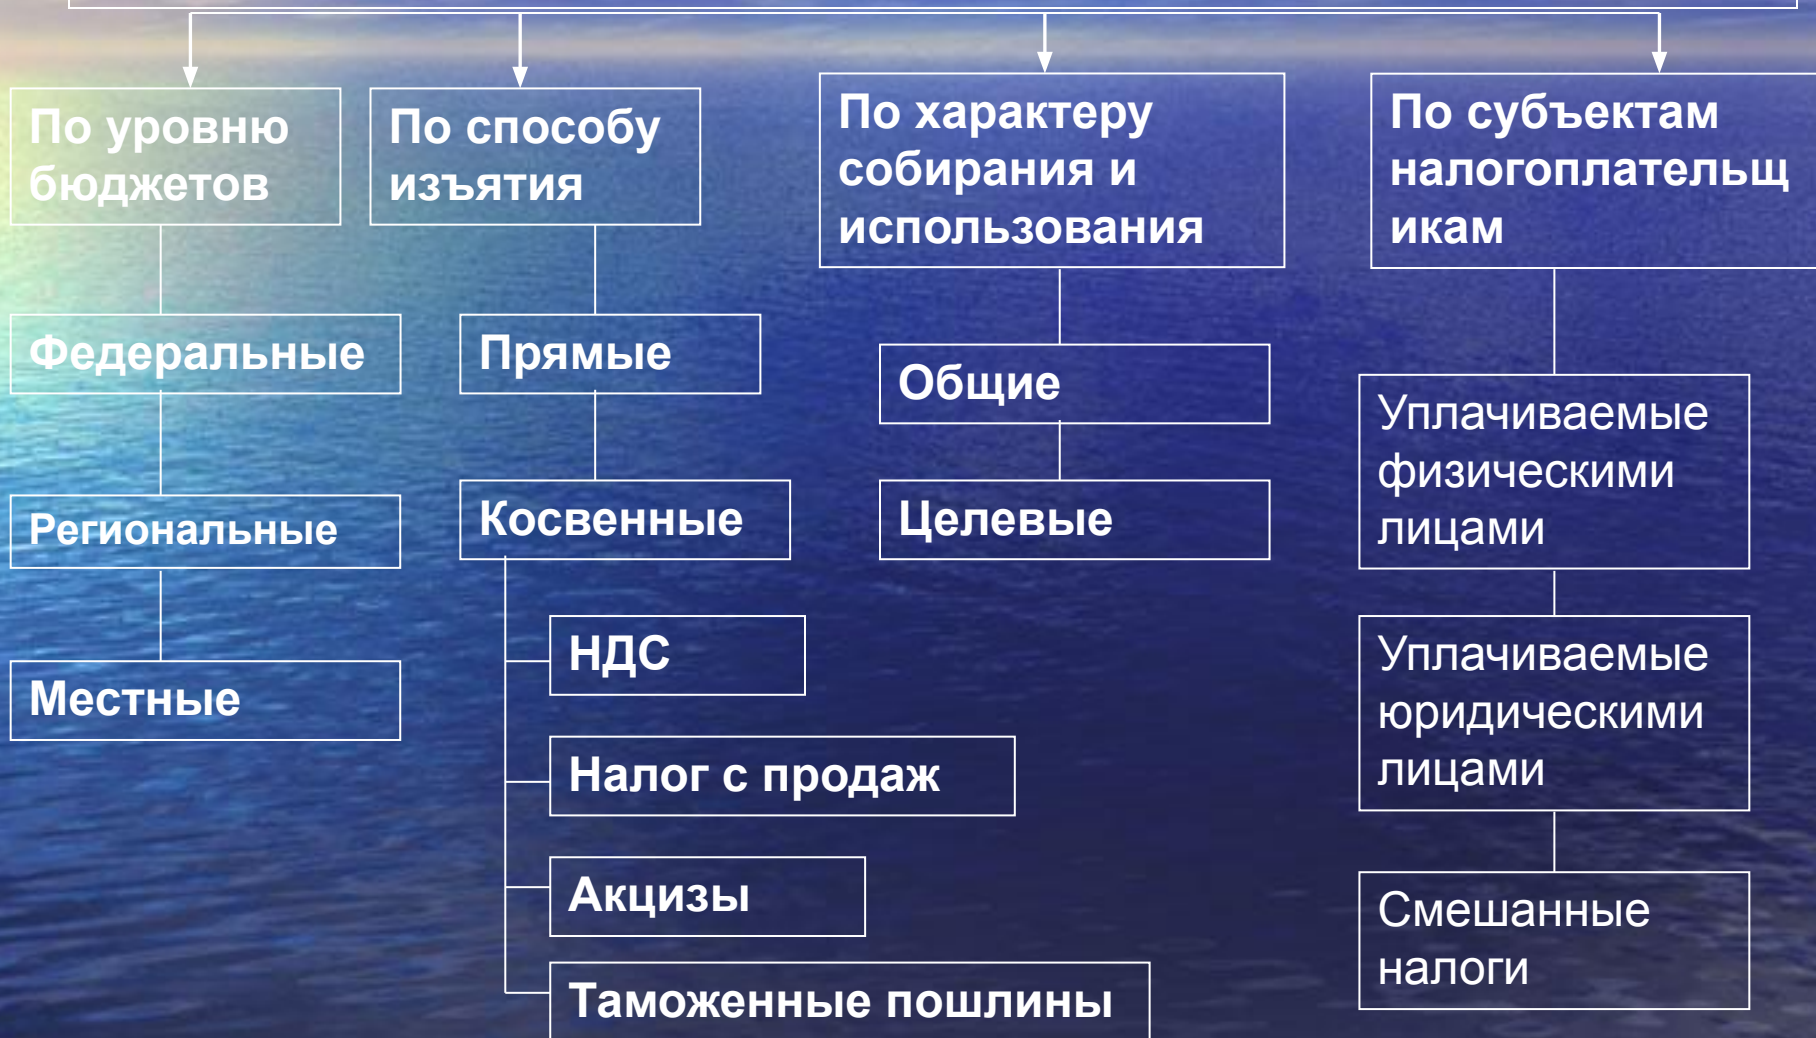 По уровню
бюджетов
По способу
изъятия
По характеру
собирания и
использования
По субъектам
налогоплательщ
икам
Федеральные
Региональные
Местные
Прямые
Косвенные
НДС
Налог с продаж
Акцизы
Таможенные пошлины
Общие
Целевые
Уплачиваемые
физическими
лицами
Уплачиваемые
юридическими
лицами
Смешанные
налоги